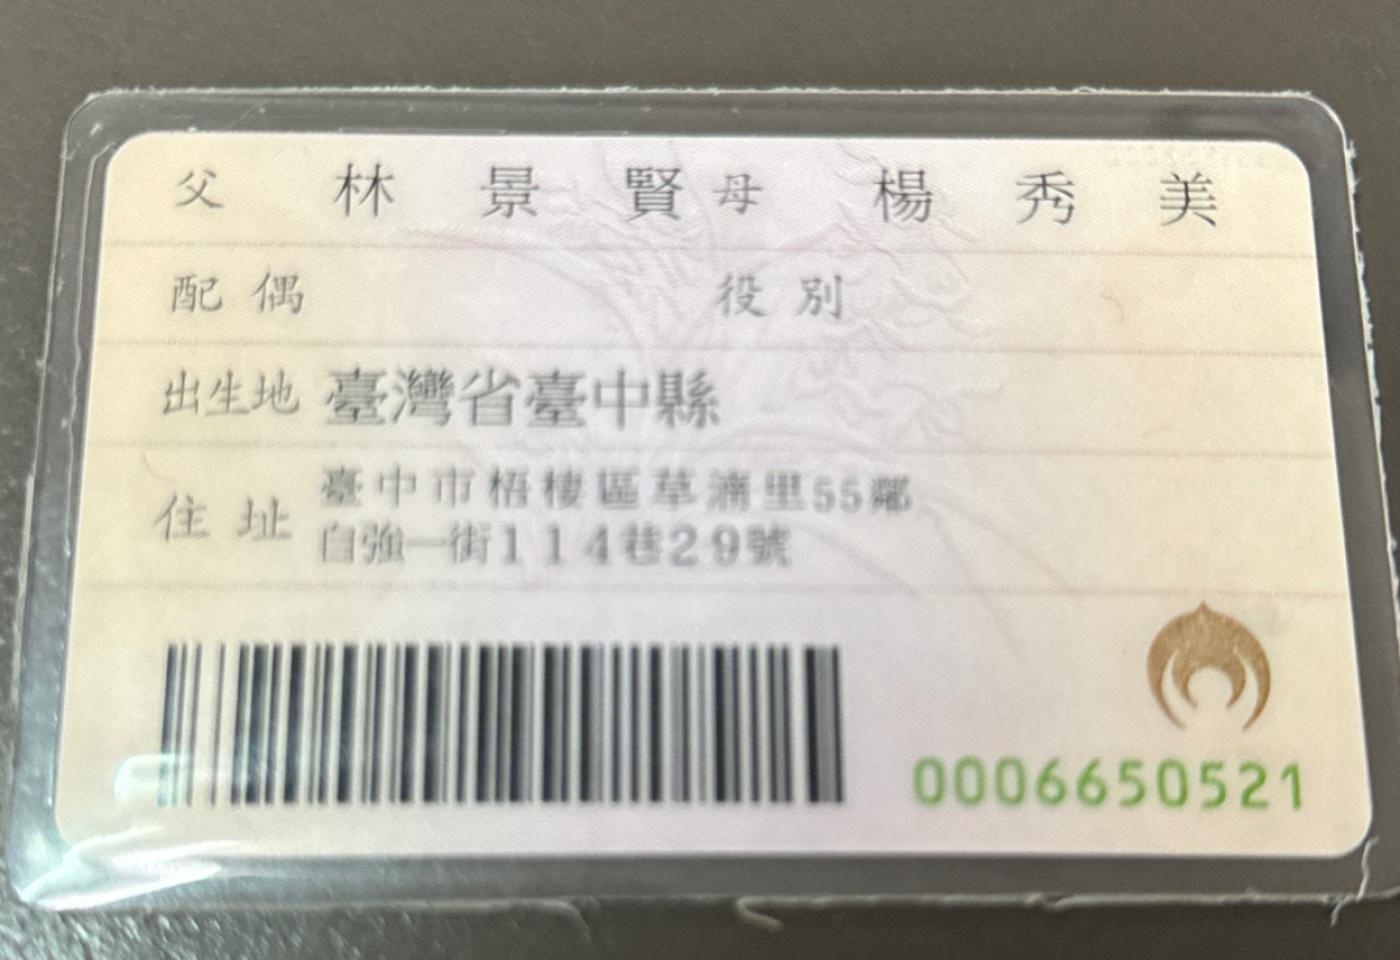 父 林景賢 母 楊秀美
配偶 役別
出生地 臺灣省臺中縣
住址 臺中市梧棲區草湳里55鄰
自強一街114巷29號
0006650521